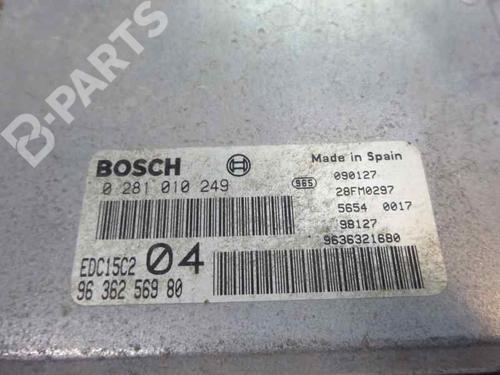 B-PARTS
BOSCH
0 281 010 249
Made in Spain
965
090127
28FM0297
5654 0017
98127
9636321680
EDC15C2 04
96 362 569 80